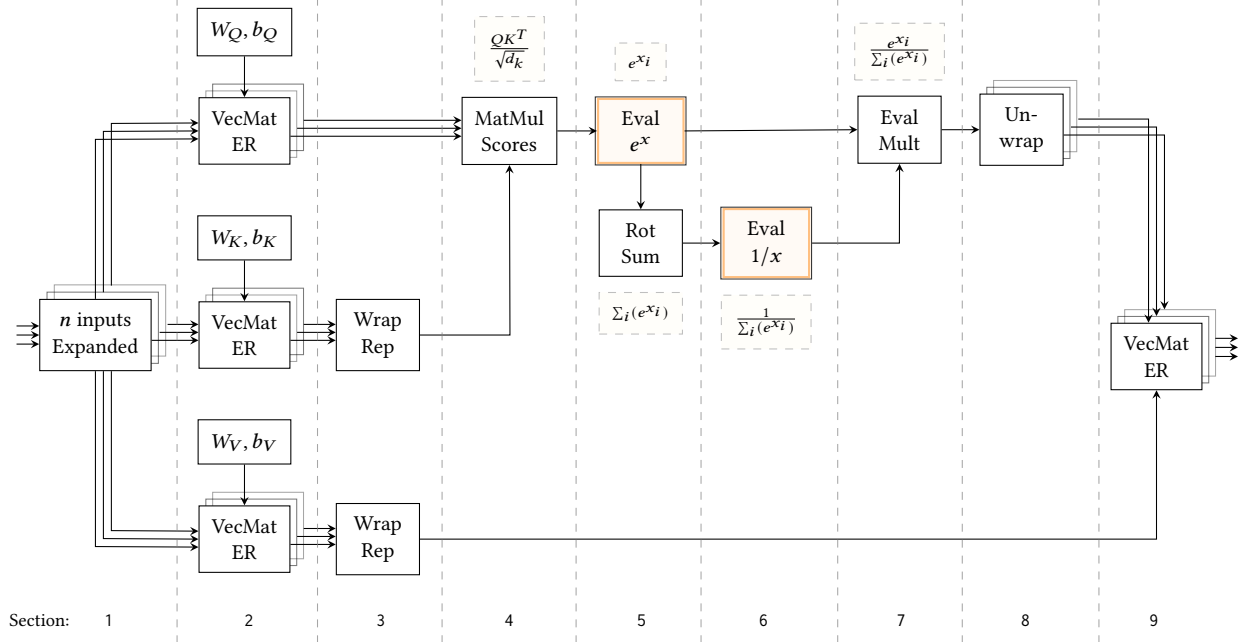 W_Q, b_Q
QK^T
√d_k
e^{x_i}
e^{x_i}
∑_i(e^{x_i})
VecMat
ER
MatMul
Scores
Eval
e^x
Eval
Mult
Un-
wrap
W_K, b_K
Rot
Sum
Eval
1/x
n inputs
Expanded
VecMat
ER
Wrap
Rep
∑_i(e^{x_i})
1
∑_i(e^{x_i})
VecMat
ER
W_V, b_V
VecMat
ER
Wrap
Rep
Section: 1 2 3 4 5 6 7 8 9